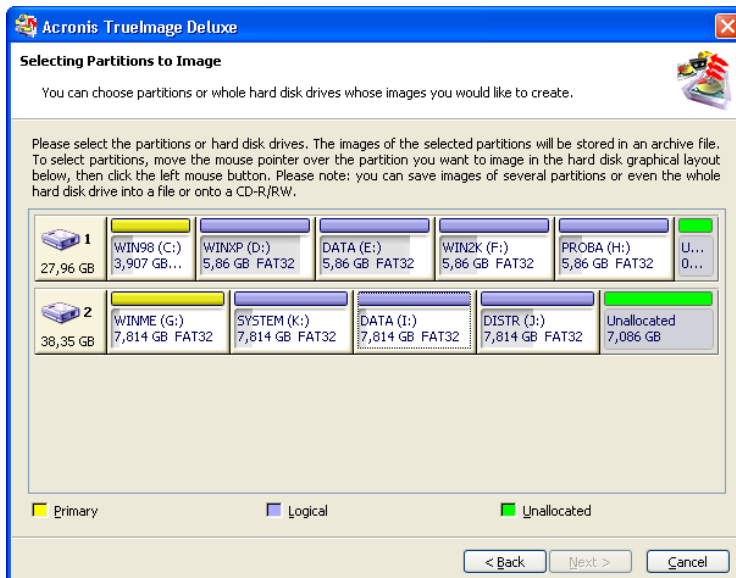 Acronis TrueImage Deluxe
Selecting Partitions to Image
You can choose partitions or whole hard disk drives whose images you would like to create.
Please select the partitions or hard disk drives. The images of the selected partitions will be stored in an archive file.
To select partitions, move the mouse pointer over the partition you want to image in the hard disk graphical layout
below, then click the left mouse button. Please note: you can save images of several partitions or even the whole
hard disk drive into a file or onto a CD-R/RW.
1 WIN98 (C:) WINXP (D:) DATA (E:) WIN2K (F:) PROBA (H:) U...
27,96 GB 3,907 GB... 5,86 GB FAT32 5,86 GB FAT32 5,86 GB FAT32 5,86 GB FAT32 0...
2 WINME (G:) SYSTEM (K:) DATA (I:) DISTR (J:) Unallocated
38,35 GB 7,814 GB FAT32 7,814 GB FAT32 7,814 GB FAT32 7,814 GB FAT32 7,086 GB
Primary Logical Unallocated
< Back Next > Cancel